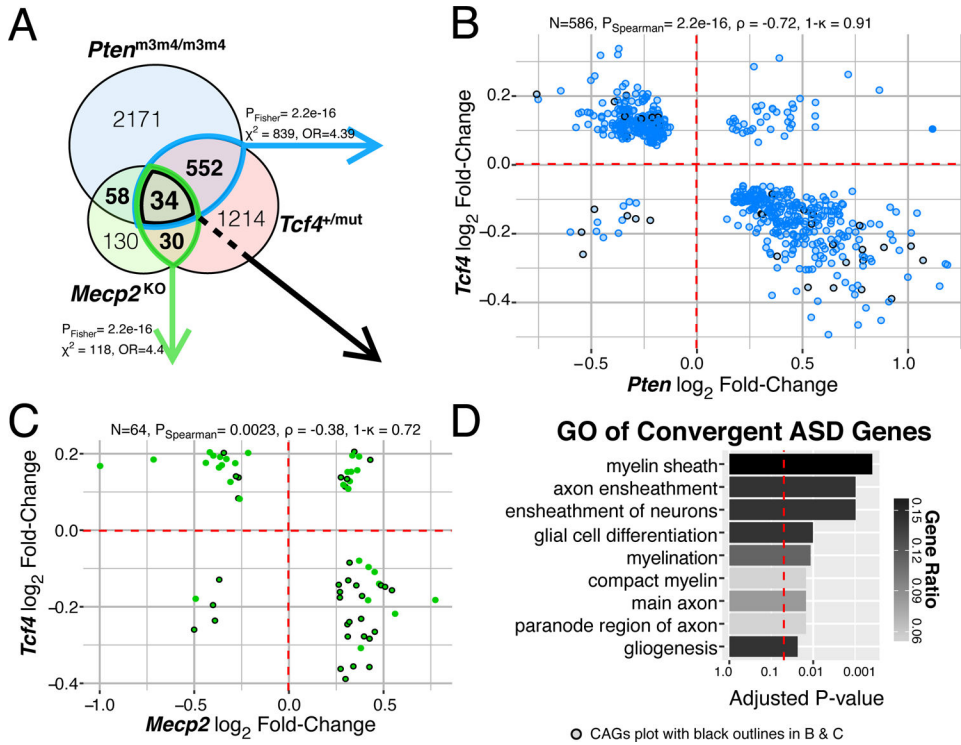 A
Pten^m3m4/m3m4
2171
P_Fisher= 2.2e-16
χ² = 839, OR=4.39
552
58
34
1214
Tcf4^+/mut
130
30
Mecp2^KO
P_Fisher= 2.2e-16
χ² = 118, OR=4.4
B
N=586, P_Spearman= 2.2e-16, ρ = -0.72, 1-κ = 0.91
Tcf4 log₂ Fold-Change
0.2
0.0
-0.2
-0.4
-0.5
0.0
0.5
1.0
Pten log₂ Fold-Change
C
N=64, P_Spearman= 0.0023, ρ = -0.38, 1-κ = 0.72
Tcf4 log₂ Fold-Change
0.2
0.0
-0.2
-0.4
-1.0
-0.5
0.0
0.5
Mecp2 log₂ Fold-Change
D
GO of Convergent ASD Genes
myelin sheath
axon ensheathment
ensheathment of neurons
glial cell differentiation
myelination
compact myelin
main axon
paranode region of axon
gliogenesis
1.0
0.1
0.01
0.001
Adjusted P-value
Gene Ratio
0.15
0.12
0.09
0.06
CAGs plot with black outlines in B & C